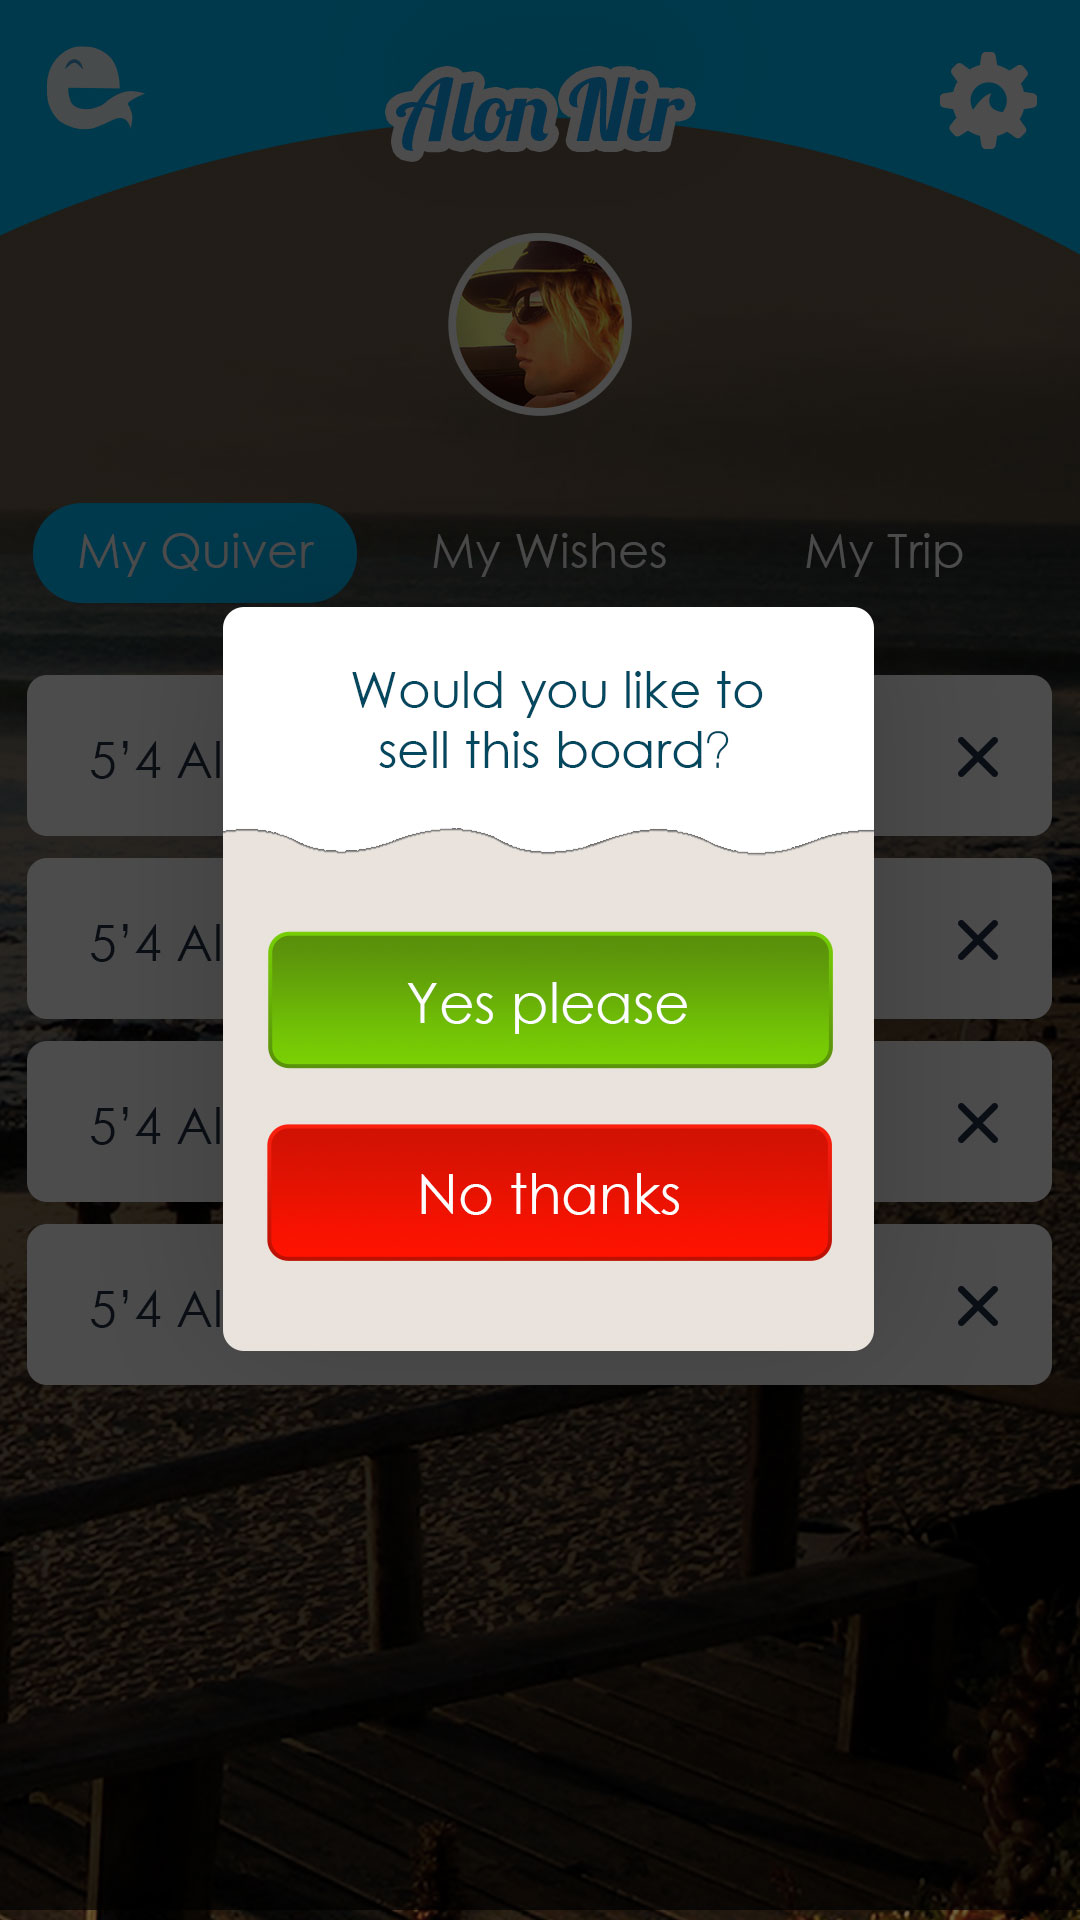 Alon Nir
My Quiver My Wishes My Trip
Would you like to
sell this board?
5’4 Al
5’4 Al
Yes please
5’4 Al
No thanks
5’4 Al